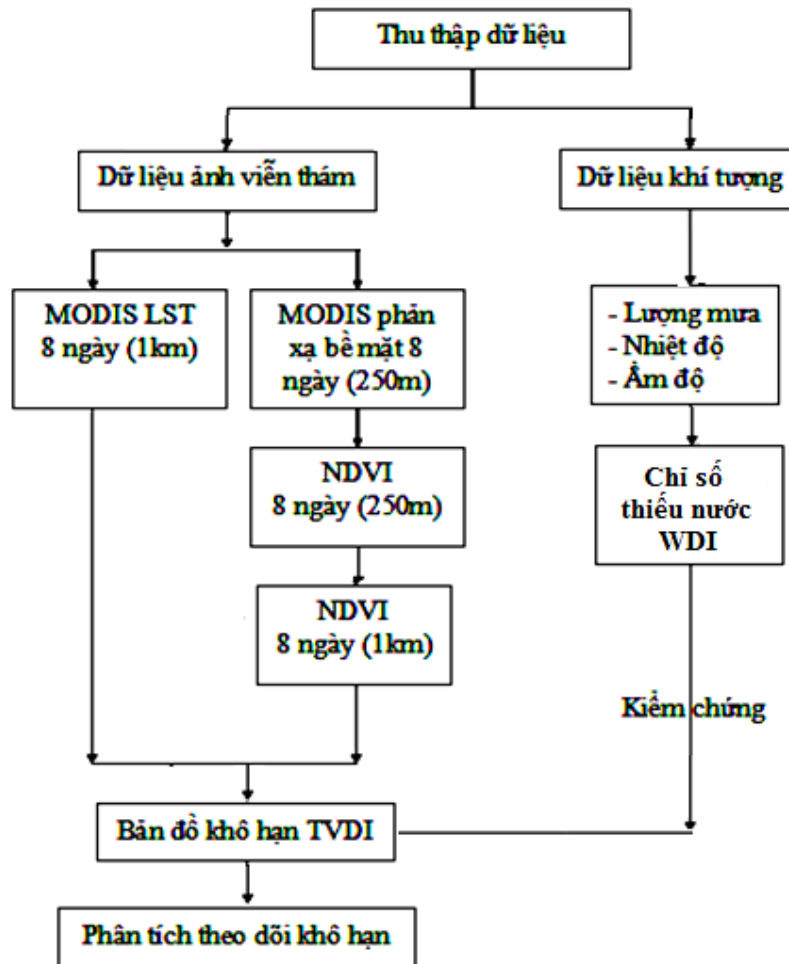 Thu thập dữ liệu
Dữ liệu ảnh viễn thám
Dữ liệu khí tượng
MODIS LST
8 ngày (1km)
MODIS phản
xạ bề mặt 8
ngày (250m)
- Lượng mưa
- Nhiệt độ
- Ẩm độ
NDVI
8 ngày (250m)
Chỉ số
thiếu nước
WDI
NDVI
8 ngày (1km)
Kiểm chứng
Bản đồ khô hạn TVDI
Phân tích theo dõi khô hạn